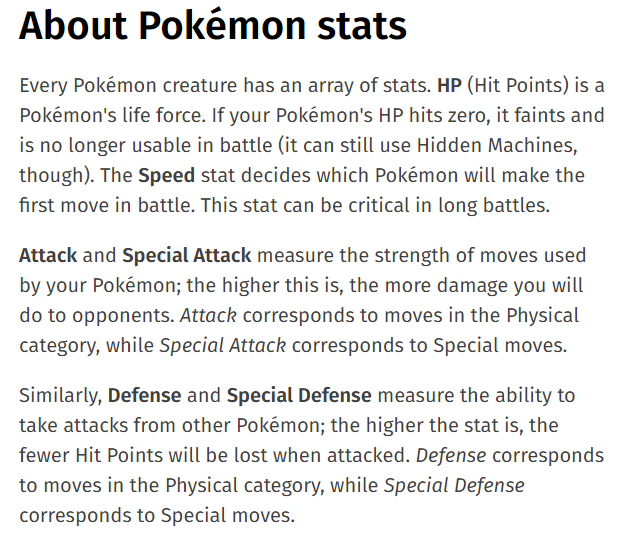 About Pokémon stats
Every Pokémon creature has an array of stats. HP (Hit Points) is a
Pokémon's life force. If your Pokémon's HP hits zero, it faints and
is no longer usable in battle (it can still use Hidden Machines,
though). The Speed stat decides which Pokémon will make the
first move in battle. This stat can be critical in long battles.
Attack and Special Attack measure the strength of moves used
by your Pokémon; the higher this is, the more damage you will
do to opponents. Attack corresponds to moves in the Physical
category, while Special Attack corresponds to Special moves.
Similarly, Defense and Special Defense measure the ability to
take attacks from other Pokémon; the higher the stat is, the
fewer Hit Points will be lost when attacked. Defense corresponds
to moves in the Physical category, while Special Defense
corresponds to Special moves.